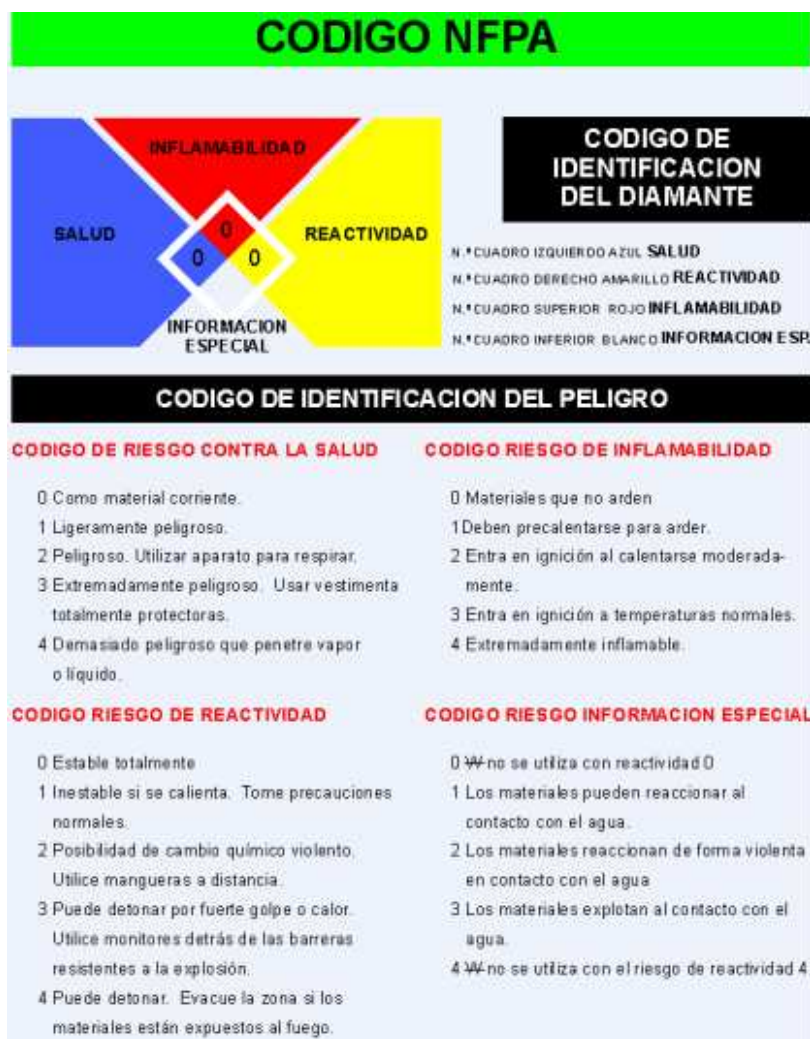 CODIGO NFPA
INFLAMABILIDAD
SALUD
REACTIVIDAD
0
0
0
INFORMACION
ESPECIAL
CODIGO DE
IDENTIFICACION
DEL DIAMANTE
N.º CUADRO IZQUIERDO AZUL SALUD
N.º CUADRO DERECHO AMARILLO REACTIVIDAD
N.º CUADRO SUPERIOR ROJO INFLAMABILIDAD
N.º CUADRO INFERIOR BLANCO INFORMACION ESP
CODIGO DE IDENTIFICACION DEL PELIGRO
CODIGO DE RIESGO CONTRA LA SALUD
0 Como material corriente.
1 Ligeramente peligroso.
2 Peligroso. Utilizar aparato para respirar.
3 Extremadamente peligroso. Usar vestimenta
totalmente protectoras.
4 Demasiado peligroso que penetre vapor
o líquido.
CODIGO RIESGO DE INFLAMABILIDAD
0 Materiales que no arden
1 Deben precalentarse para arder.
2 Entra en ignición al calentarse moderada-
mente.
3 Entra en ignición a temperaturas normales.
4 Extremadamente inflamable.
CODIGO RIESGO DE REACTIVIDAD
0 Estable totalmente
1 Inestable si se calienta. Tome precauciones
normales.
2 Posibilidad de cambio químico violento.
Utilice mangueras a distancia.
3 Puede detonar por fuerte golpe o calor.
Utilice monitores detrás de las barreras
resistentes a la explosión.
4 Puede detonar. Evacue la zona si los
materiales están expuestos al fuego.
CODIGO RIESGO INFORMACION ESPECIAL
0 W no se utiliza con reactividad 0
1 Los materiales pueden reaccionar al
contacto con el agua.
2 Los materiales reaccionan de forma violenta
en contacto con el agua
3 Los materiales explotan al contacto con el
agua.
4 W no se utiliza con el riesgo de reactividad 4